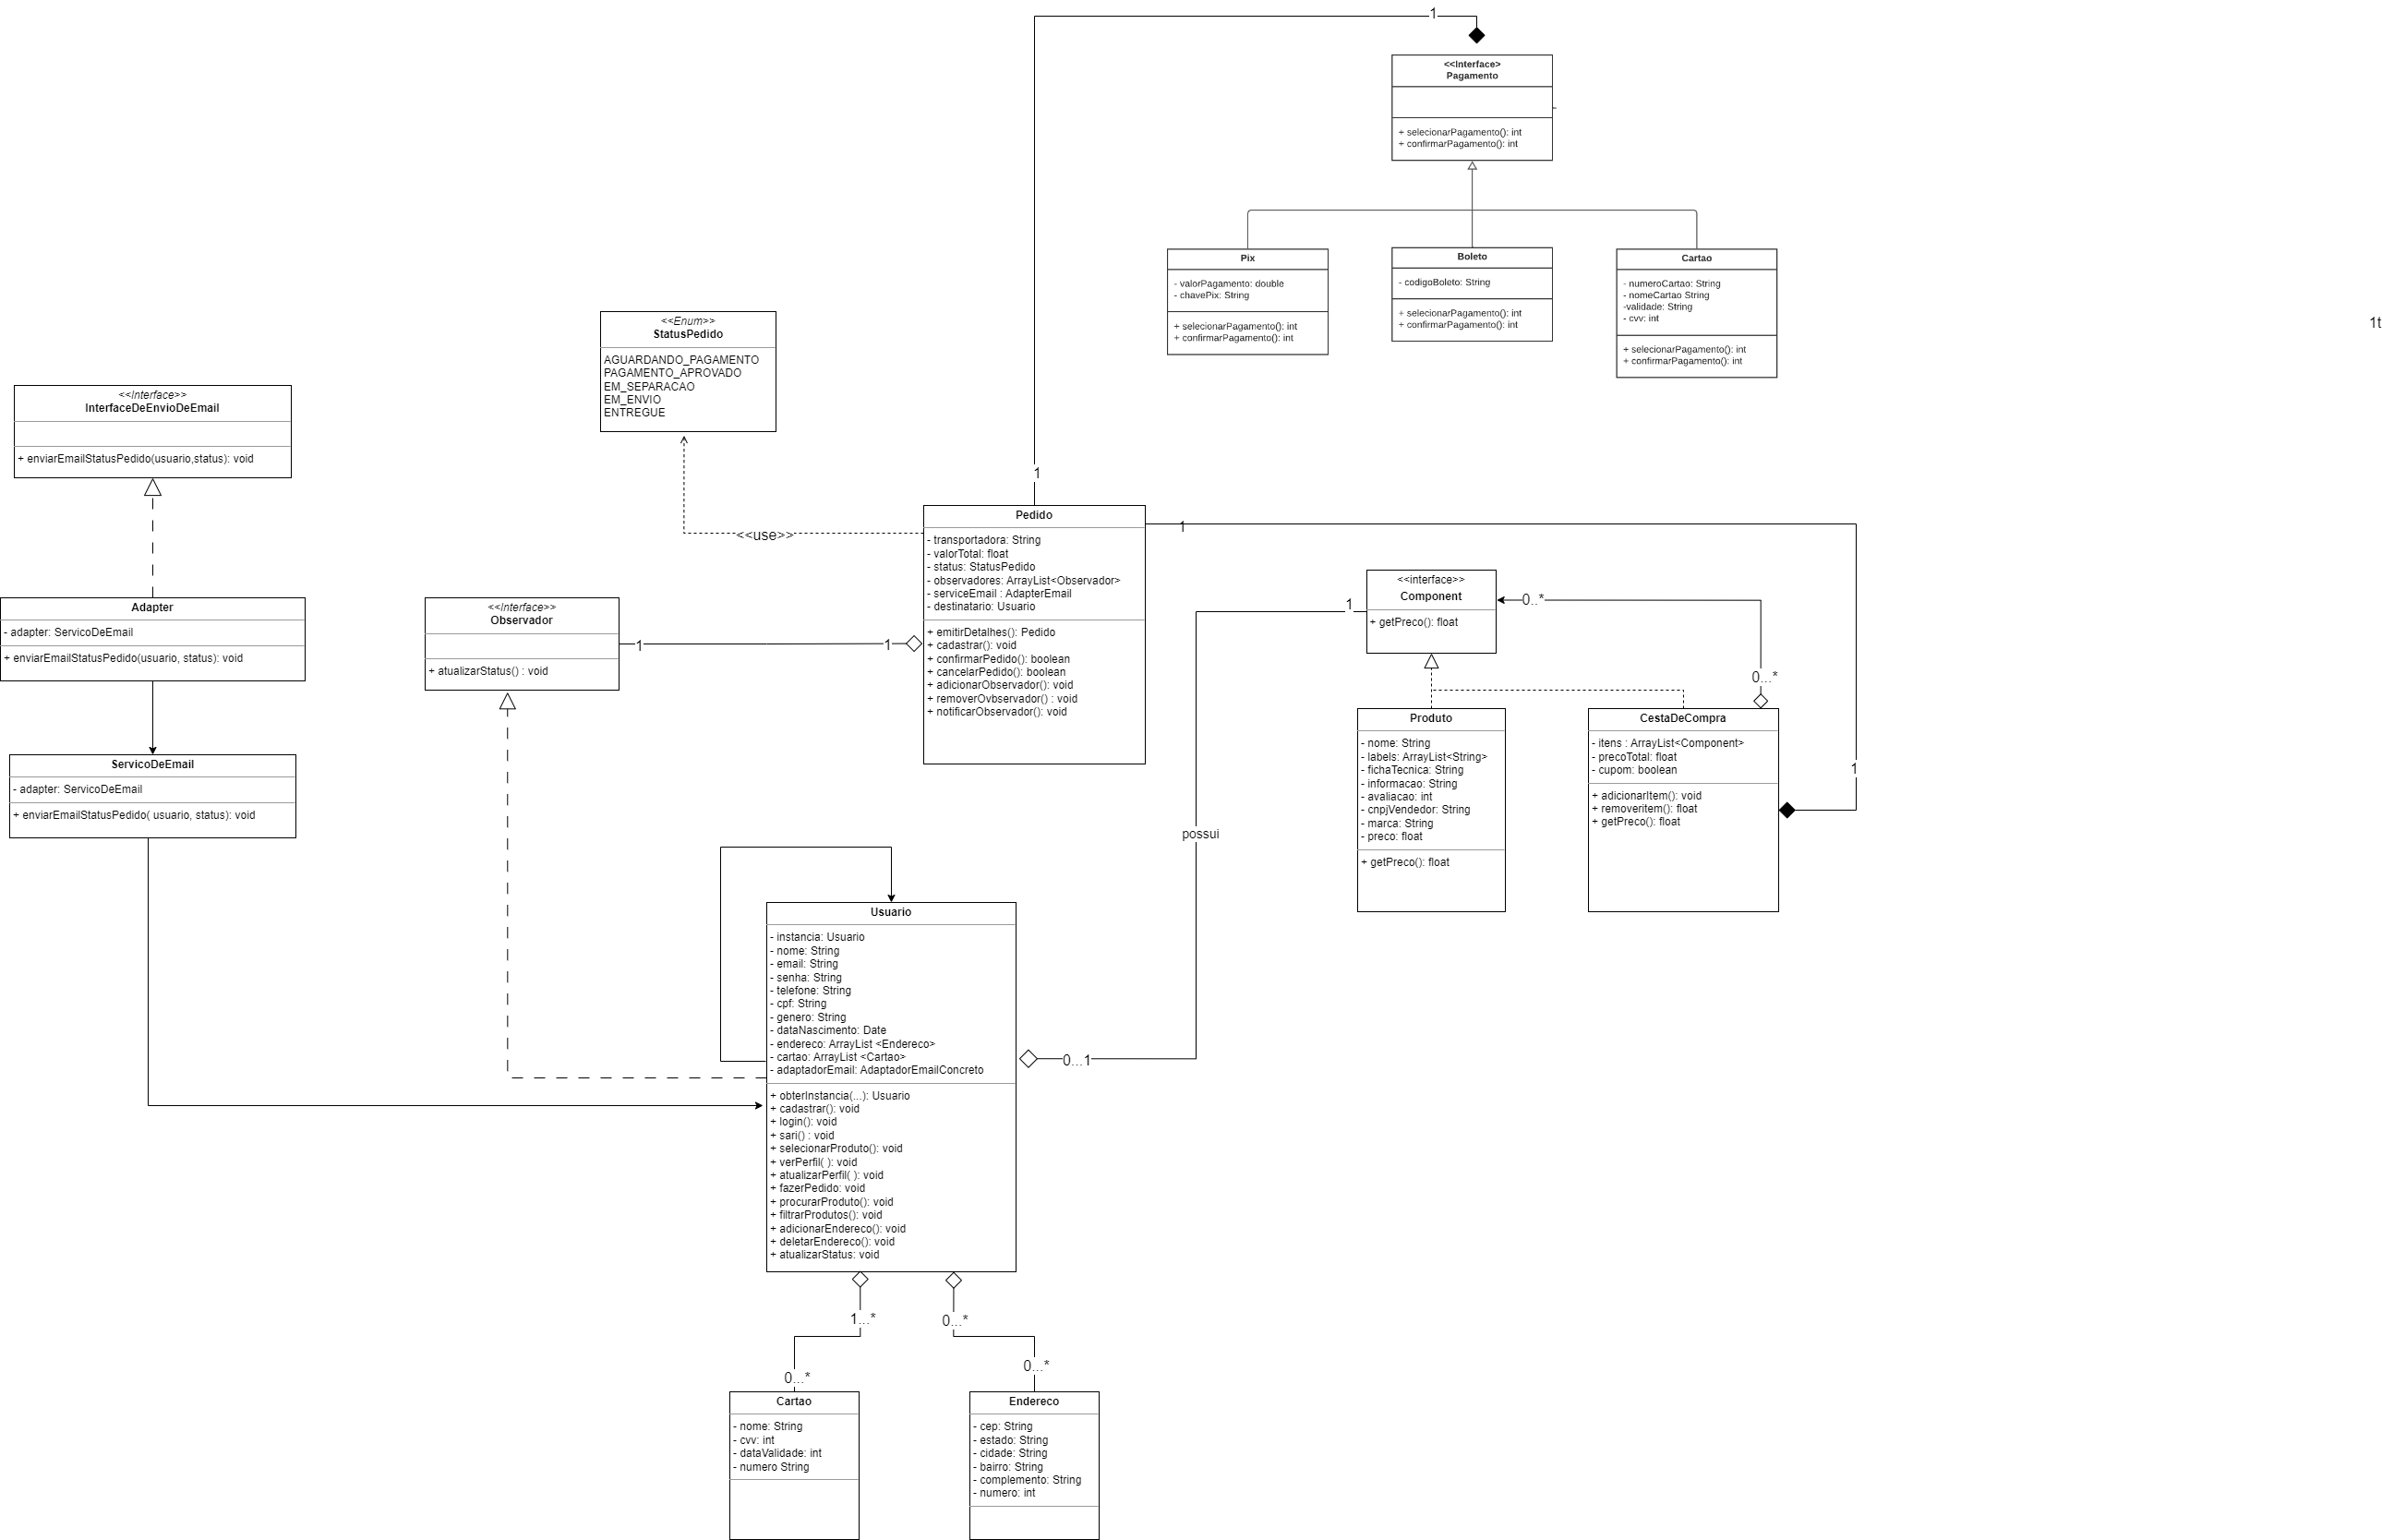 1
<<Interface>
Pagamento
+ selecionarPagamento(): int
+ confirmarPagamento(): int
Pix
- valorPagamento: double
- chavePix: String
+ selecionarPagamento(): int
+ confirmarPagamento(): int
Boleto
- codigoBoleto: String
+ selecionarPagamento(): int
+ confirmarPagamento(): int
Cartao
- numeroCartao: String
- nomeCartao String
-validade: String
- cvv: int
+ selecionarPagamento(): int
+ confirmarPagamento(): int
1t
<<Enum>>
StatusPedido
AGUARDANDO_PAGAMENTO
PAGAMENTO_APROVADO
EM_SEPARACAO
EM_ENVIO
ENTREGUE
<<Interface>>
InterfaceDeEnvioDeEmail
+ enviarEmailStatusPedido(usuario,status): void
1
<<use>>
Pedido
- transportadora: String
- valorTotal: float
- status: StatusPedido
- observadores: ArrayList<Observador>
- serviceEmail : AdapterEmail
- destinatario: Usuario
+ emitirDetalhes(): Pedido
+ cadastrar(): void
+ confirmarPedido(): boolean
+ cancelarPedido(): boolean
+ adicionarObservador(): void
+ removerOvbservador() : void
+ notificarObservador(): void
1
Adapter
- adapter: ServicoDeEmail
+ enviarEmailStatusPedido(usuario, status): void
<<Interface>>
Observador
+ atualizarStatus() : void
1
1
<<interface>>
Component
+ getPreco(): float
1
0..*
0...*
ServicoDeEmail
- adapter: ServicoDeEmail
+ enviarEmailStatusPedido( usuario, status): void
Produto
- nome: String
- labels: ArrayList<String>
- fichaTecnica: String
- informacao: String
- avaliacao: int
- cnpjVendedor: String
- marca: String
- preco: float
+ getPreco(): float
CestaDeCompra
- itens : ArrayList<Component>
- precoTotal: float
- cupom: boolean
+ adicionarItem(): void
+ removeritem(): float
+ getPreco(): float
1
possui
Usuario
- instancia: Usuario
- nome: String
- email: String
- senha: String
- telefone: String
- cpf: String
- genero: String
- dataNascimento: Date
- endereco: ArrayList <Endereco>
- cartao: ArrayList <Cartao>
- adaptadorEmail: AdaptadorEmailConcreto
+ obterInstancia(...): Usuario
+ cadastrar(): void
+ login(): void
+ sari() : void
+ selecionarProduto(): void
+ verPerfil( ): void
+ atualizarPerfil( ): void
+ fazerPedido: void
+ procurarProduto(): void
+ filtrarProdutos(): void
+ adicionarEndereco(): void
+ deletarEndereco(): void
+ atualizarStatus: void
0...1
1...*
0...*
0...*
0...*
Cartao
- nome: String
- cvv: int
- dataValidade: int
- numero String
Endereco
- cep: String
- estado: String
- cidade: String
- bairro: String
- complemento: String
- numero: int